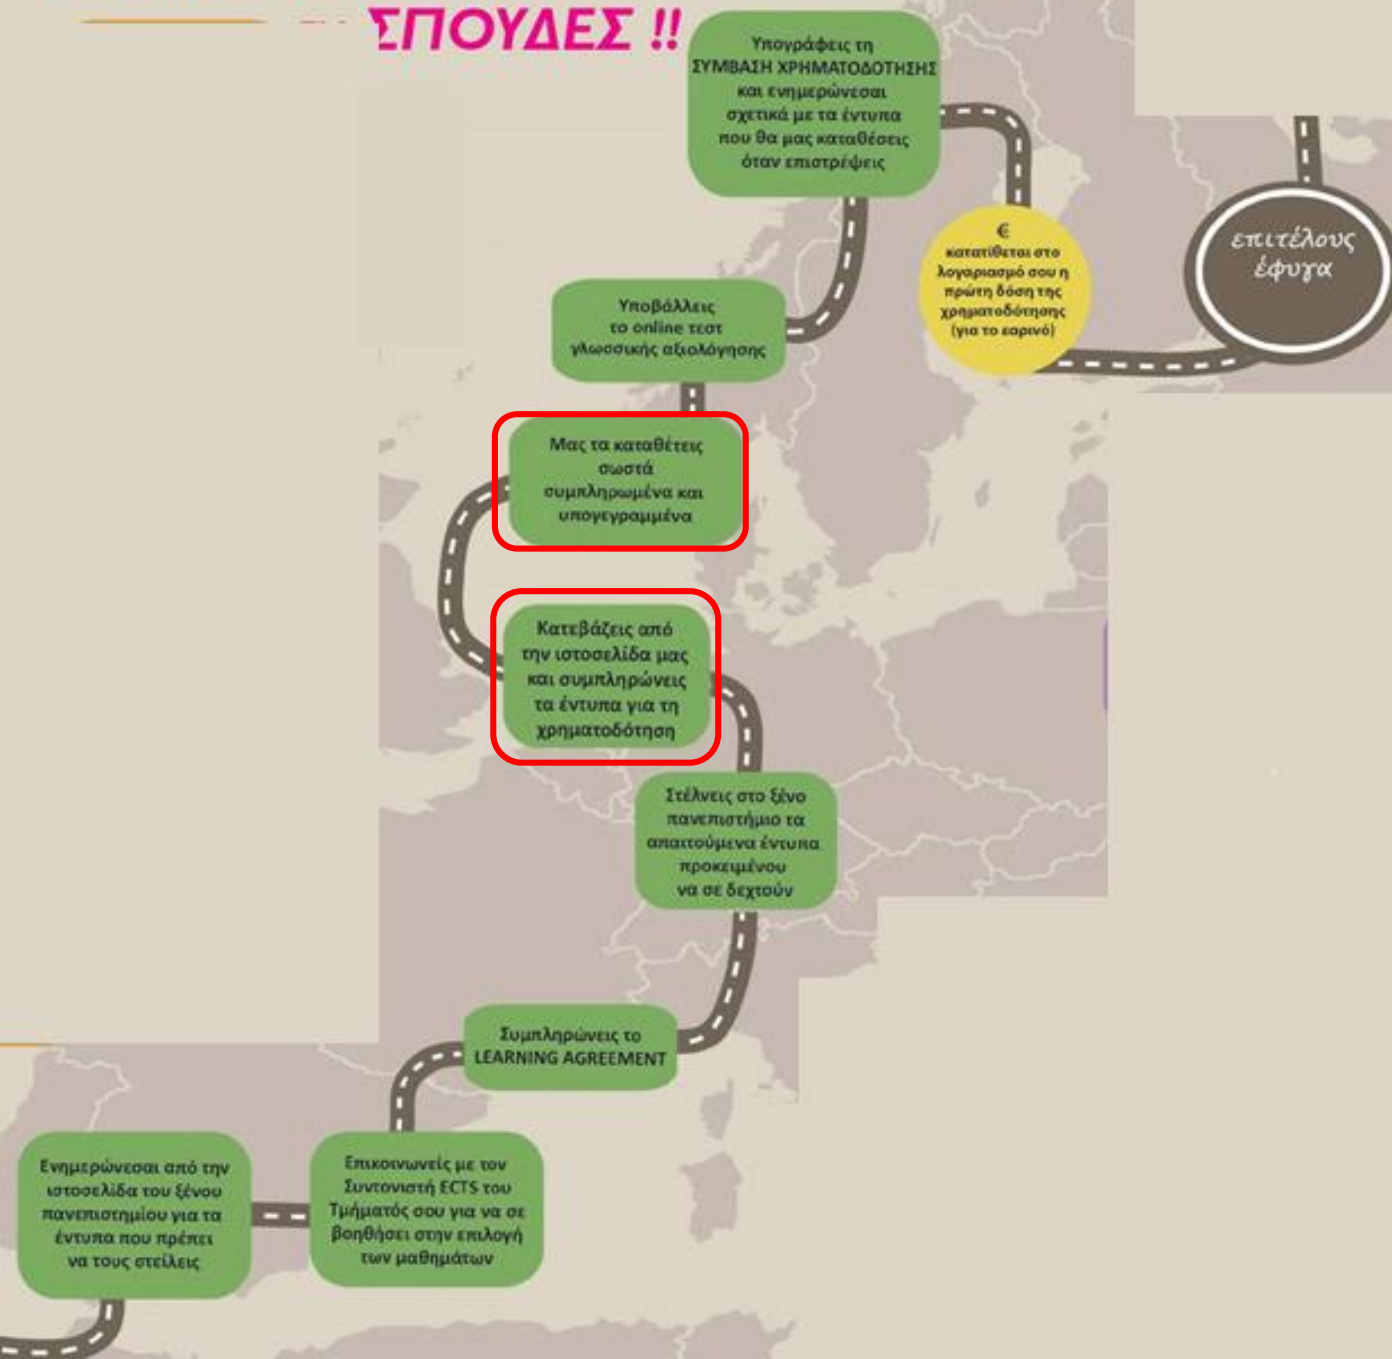 ΣΠΟΥΔΕΣ !!
Υπογράφεις τη
ΣΥΜΒΑΣΗ ΧΡΗΜΑΤΟΔΟΤΗΣΗΣ
και ενημερώνεσαι
σχετικά με τα έντυπα
που θα μας καταθέσεις
όταν επιστρέψεις
€
κατατίθεται στο
λογαριασμό σου η
πρώτη δόση της
χρηματοδότησης
(για το εαρινό)
επιτέλους
έφυγα
Υποβάλλεις
το online τεστ
γλωσσικής αξιολόγησης
Μας τα καταθέτεις
σωστά
συμπληρωμένα και
υπογεγραμμένα
Κατεβάζεις από
την ιστοσελίδα μας
και συμπληρώνεις
τα έντυπα για τη
χρηματοδότηση
Στέλνεις στο ξένο
πανεπιστήμιο τα
απαιτούμενα έντυπα
προκειμένου
να σε δεχτούν
Συμπληρώνεις το
LEARNING AGREEMENT
Ενημερώνεσαι από την
ιστοσελίδα του ξένου
πανεπιστημίου για τα
έντυπα που πρέπει
να τους στείλεις
Επικοινωνείς με τον
Συντονιστή ECTS του
Τμήματός σου για να σε
βοηθήσει στην επιλογή
των μαθημάτων